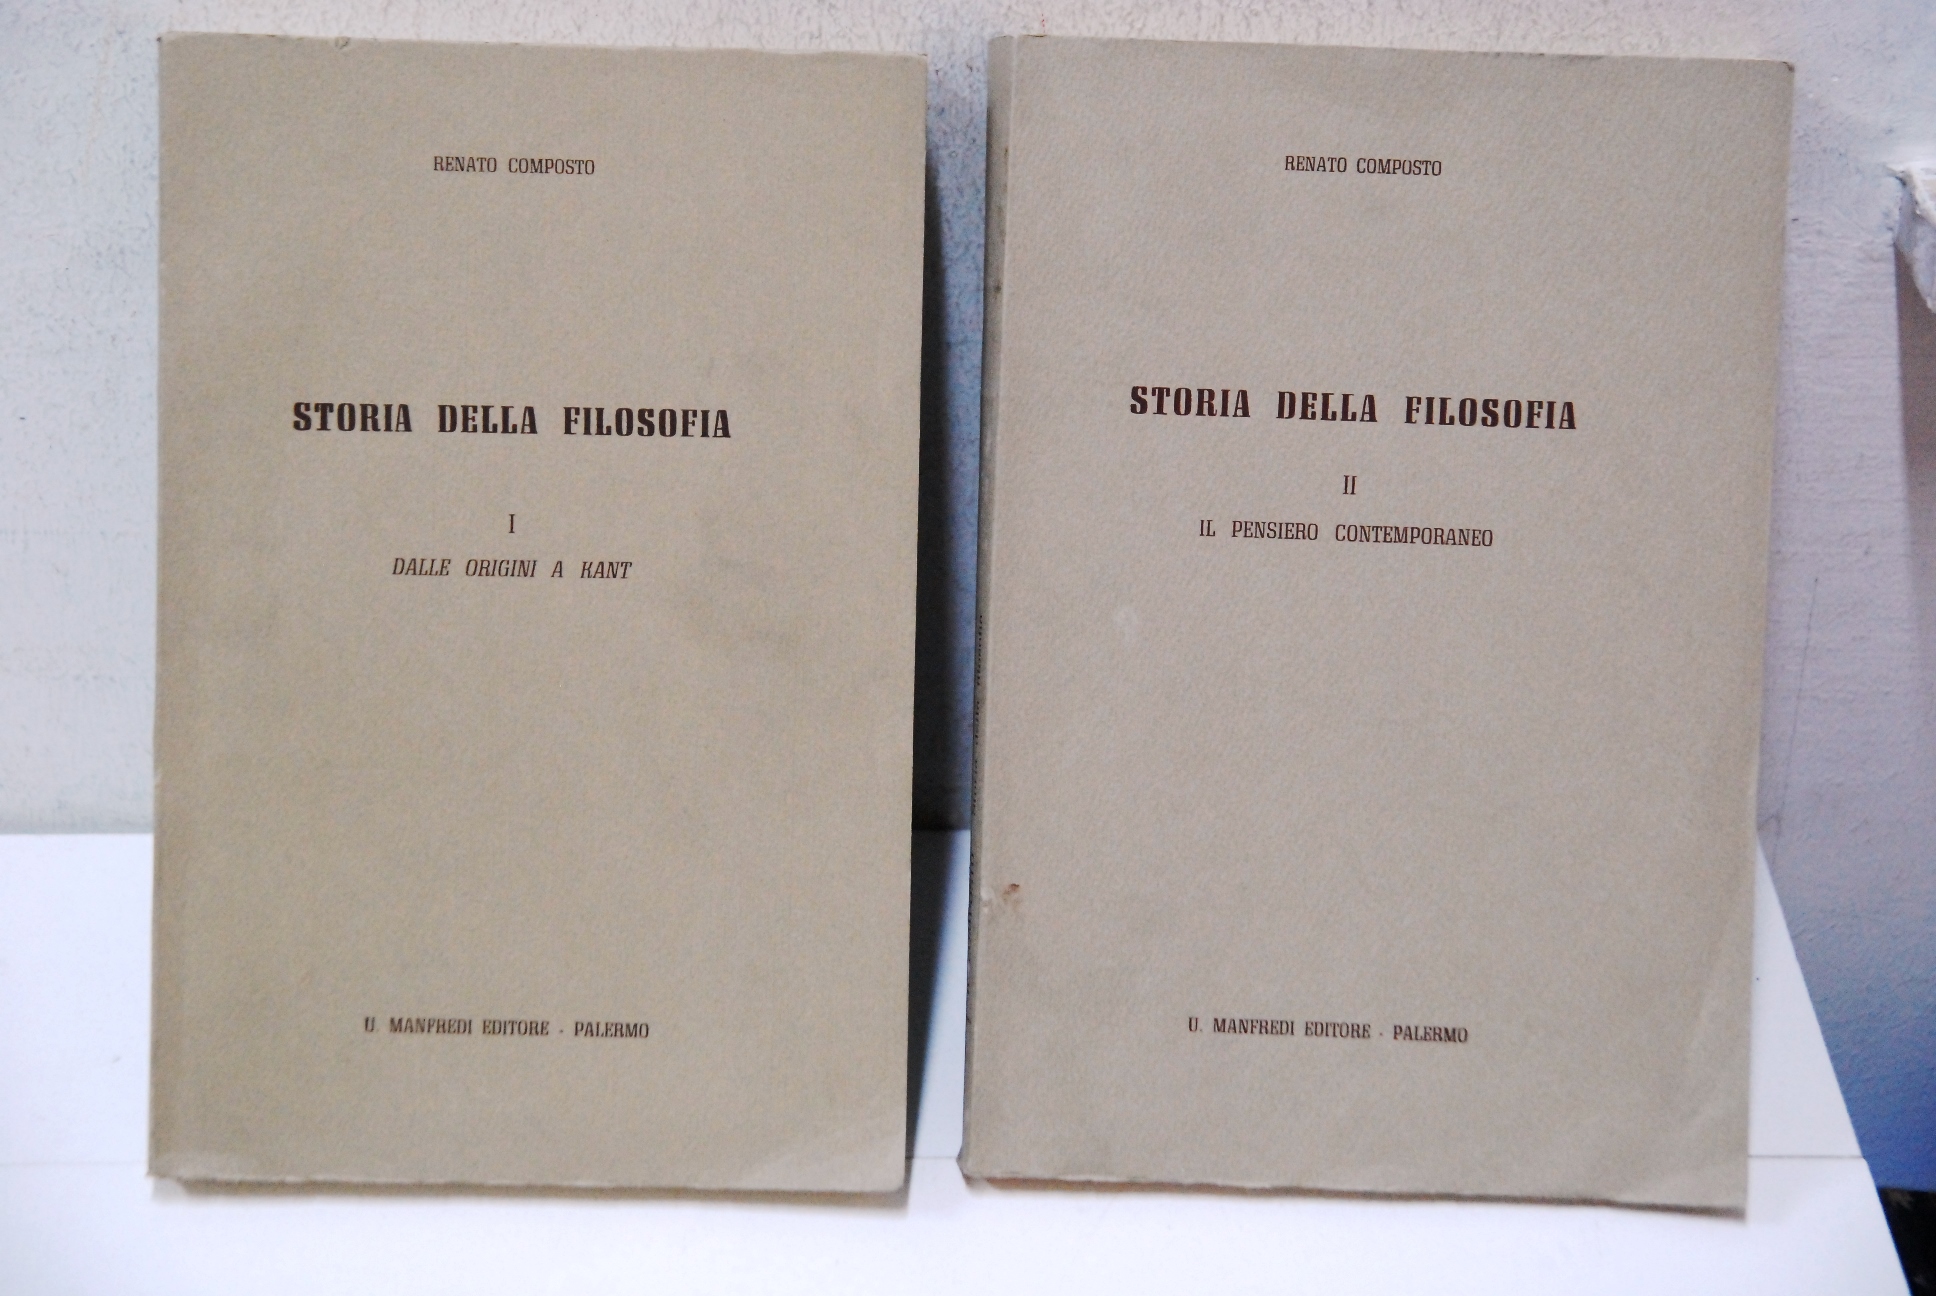 RENATO COMPOSTO
STORIA DELLA FILOSOFIA
I
DALLE ORIGINI A KANT
U. MANFREDI EDITORE - PALERMO
RENATO COMPOSTO
STORIA DELLA FILOSOFIA
II
IL PENSIERO CONTEMPORANEO
U. MANFREDI EDITORE - PALERMO